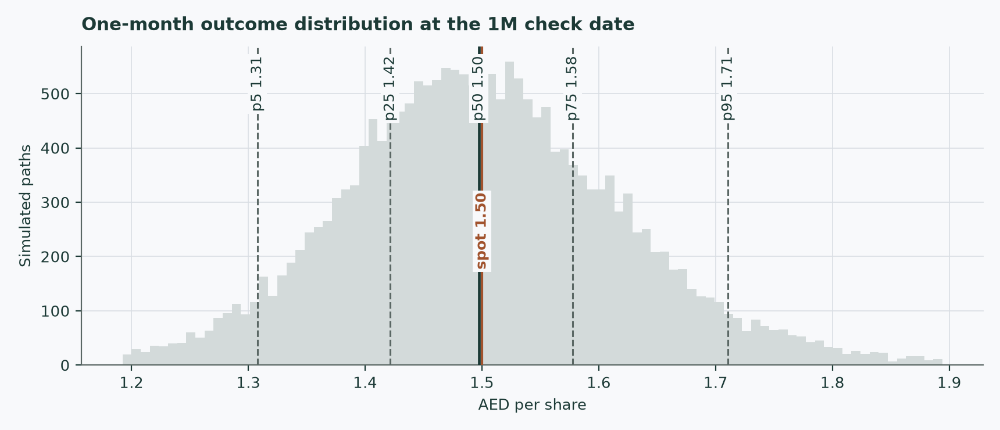 One-month outcome distribution at the 1M check date
Simulated paths
500
400
300
200
100
0
p5 1.31
p25 1.42
p50 1.50
p75 1.58
p95 1.71
spot 1.50
1.2
1.3
1.4
1.5
1.6
1.7
1.8
1.9
AED per share